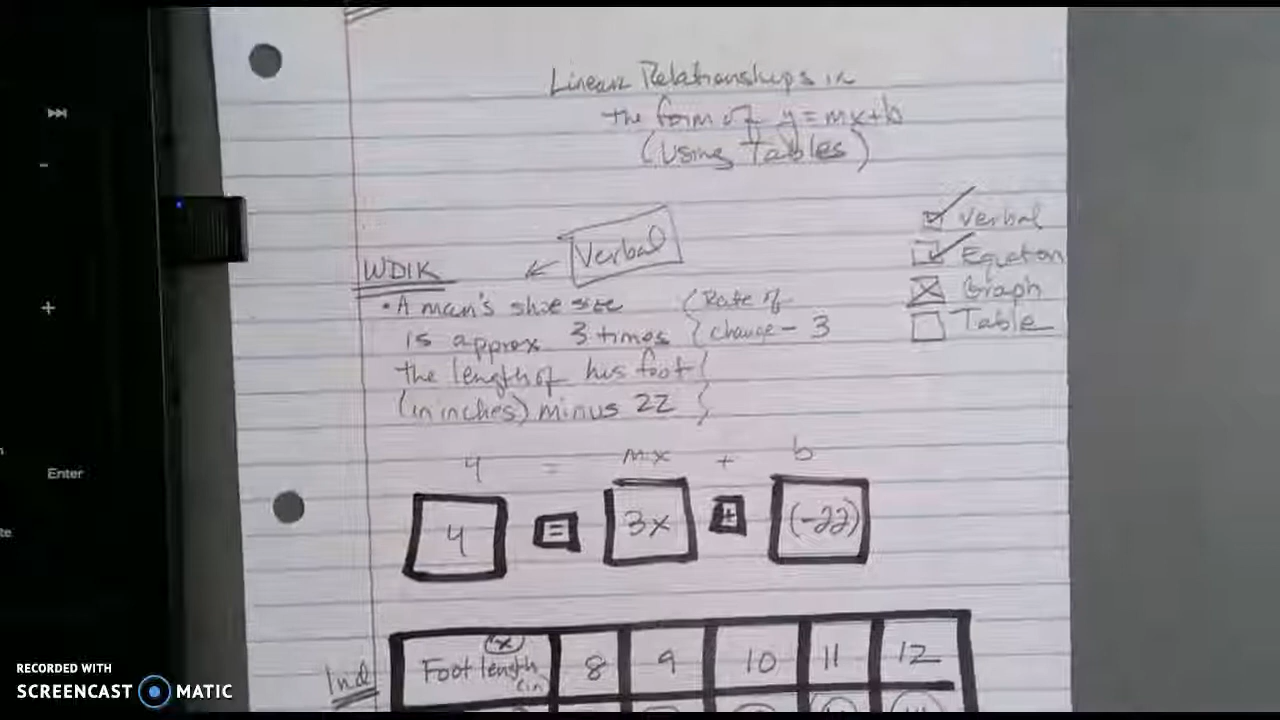 Linear Relationships in
the form of y=mx+b
(Using Tables)
Verbal
Equation
Graph
Table
Verbal
WDIK
• A man's shoe size
is approx 3 times
the length of his foot
(in inches) minus 22
(Rate of
change - 3
y = mx + b
y = 3x + (-22)
Ind
(x)
Foot length
(in
8 9 10 11 12
Enter
RECORDED WITH
SCREENCAST MATIC